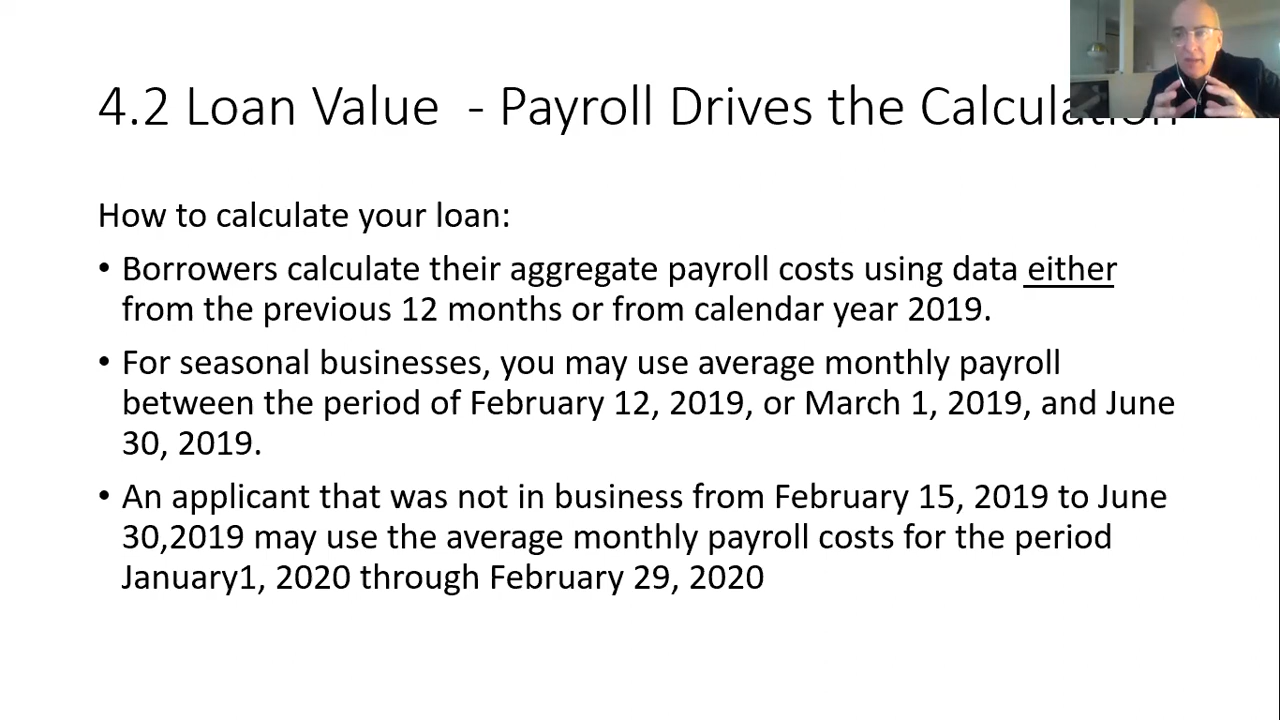 4.2 Loan Value - Payroll Drives the Calculation
How to calculate your loan:
• Borrowers calculate their aggregate payroll costs using data either
from the previous 12 months or from calendar year 2019.
• For seasonal businesses, you may use average monthly payroll
between the period of February 12, 2019, or March 1, 2019, and June
30, 2019.
• An applicant that was not in business from February 15, 2019 to June
30,2019 may use the average monthly payroll costs for the period
January1, 2020 through February 29, 2020